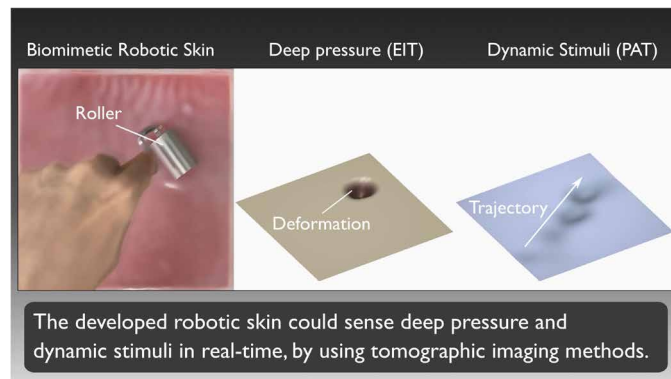 Biomimetic Robotic Skin
Deep pressure (EIT)
Dynamic Stimuli (PAT)
Roller
Deformation
Trajectory
The developed robotic skin could sense deep pressure and
dynamic stimuli in real-time, by using tomographic imaging methods.